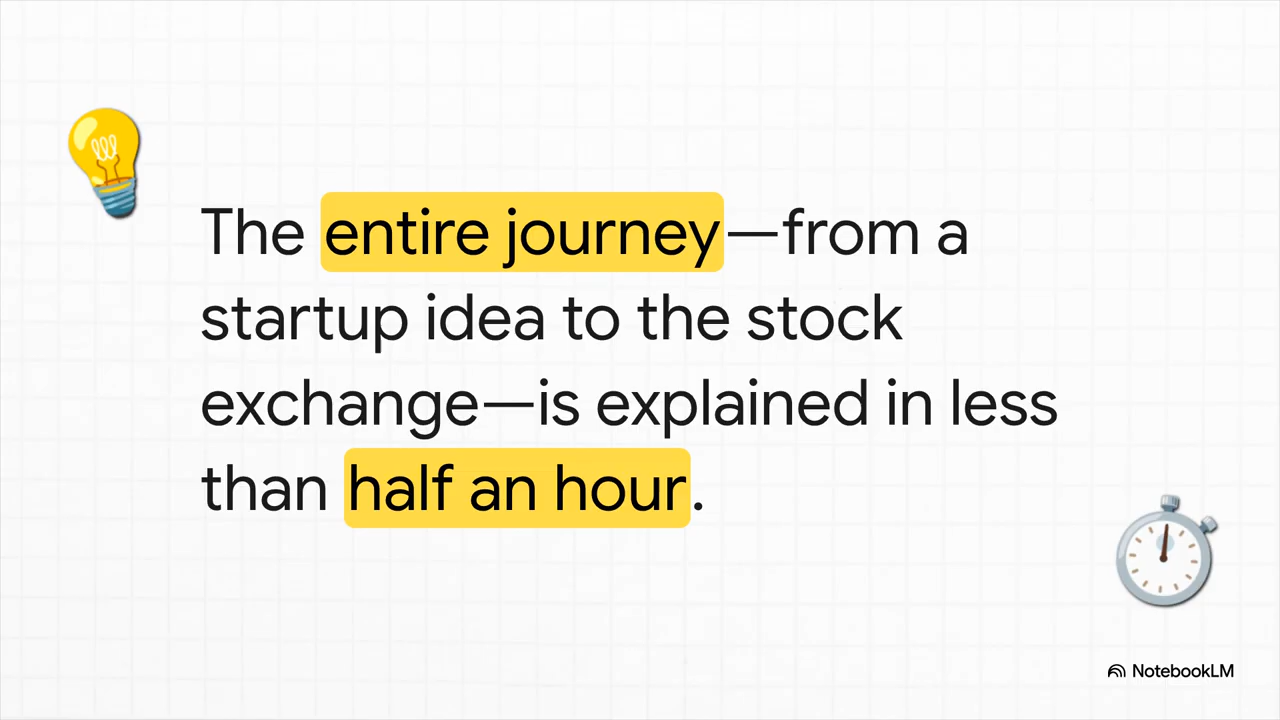 The entire journey—from a
startup idea to the stock
exchange—is explained in less
than half an hour.
NotebookLM